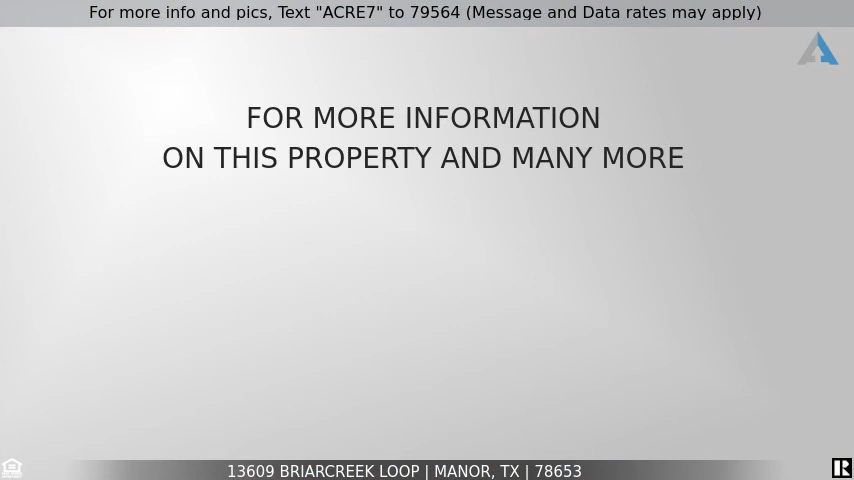 For more info and pics, Text "ACRE7" to 79564 (Message and Data rates may apply)
FOR MORE INFORMATION
ON THIS PROPERTY AND MANY MORE
13609 BRIARCREEK LOOP | MANOR, TX | 78653